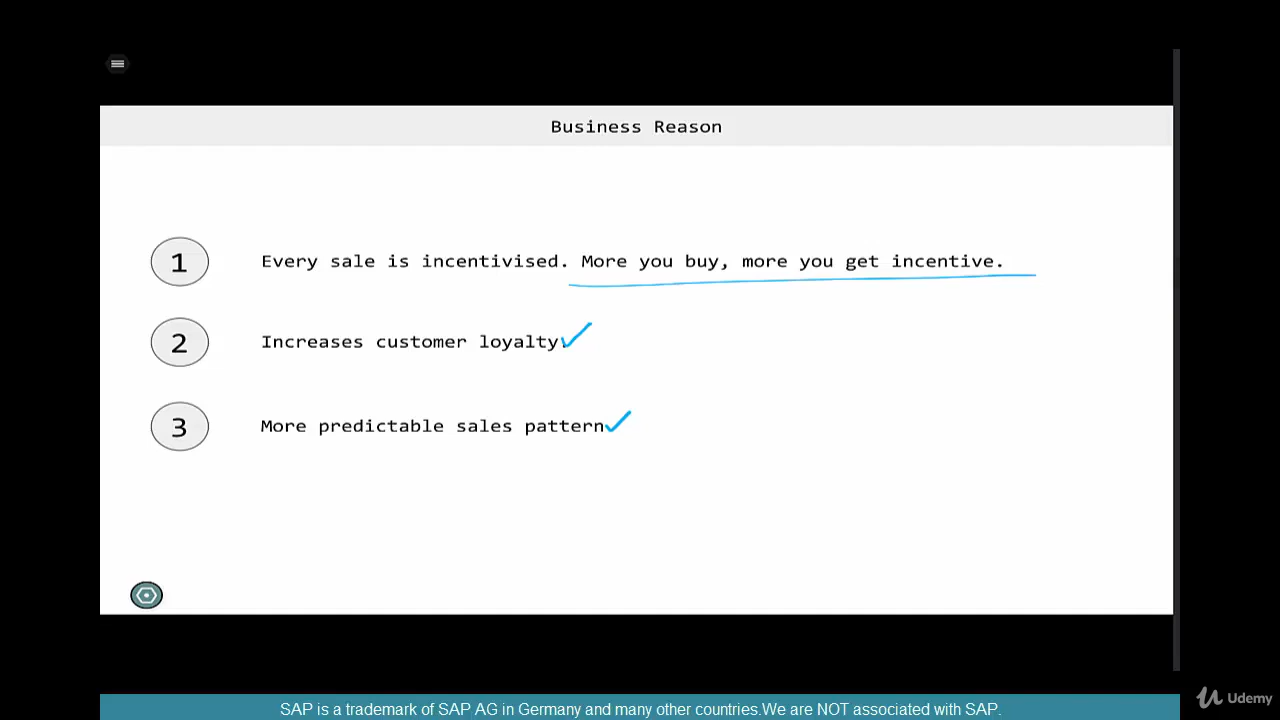 Business Reason
1 Every sale is incentivised. More you buy, more you get incentive.
2 Increases customer loyalty.
3 More predictable sales pattern
SAP is a trademark of SAP AG in Germany and many other countries.We are NOT associated with SAP.
Udemy